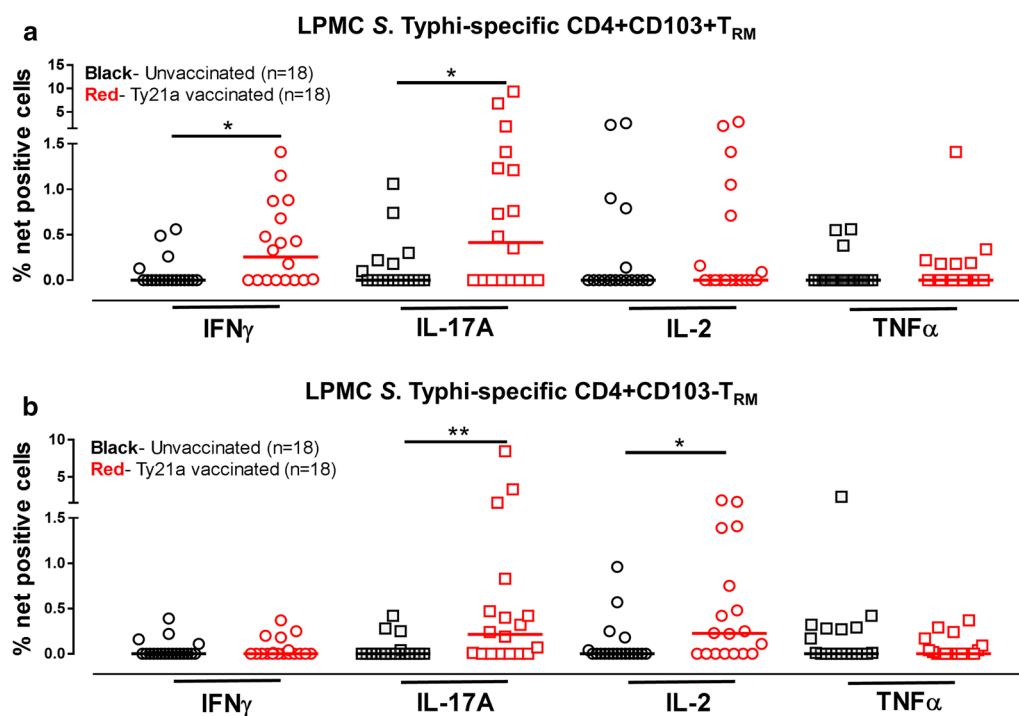 a
LPMC S. Typhi-specific CD4+CD103+TRM
Black- Unvaccinated (n=18)
Red- Ty21a vaccinated (n=18)
% net positive cells
15
10
5
1.5
1.0
0.5
0.0
*
*
IFNγ
IL-17A
IL-2
TNFα
b
LPMC S. Typhi-specific CD4+CD103-TRM
Black- Unvaccinated (n=18)
Red- Ty21a vaccinated (n=18)
% net positive cells
10
5
1.5
1.0
0.5
0.0
**
*
IFNγ
IL-17A
IL-2
TNFα